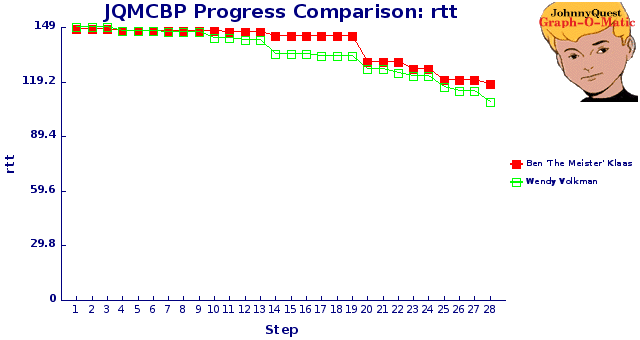 JQMCBP Progress Comparison: rtt
JohnnyQuest
Graph-O-Matic
149
119.2
89.4
59.6
29.8
0
rtt
1 2 3 4 5 6 7 8 9 10 11 12 13 14 15 16 17 18 19 20 21 22 23 24 25 26 27 28
Step
Ben 'The Meister' Klaas
Wendy Volkman